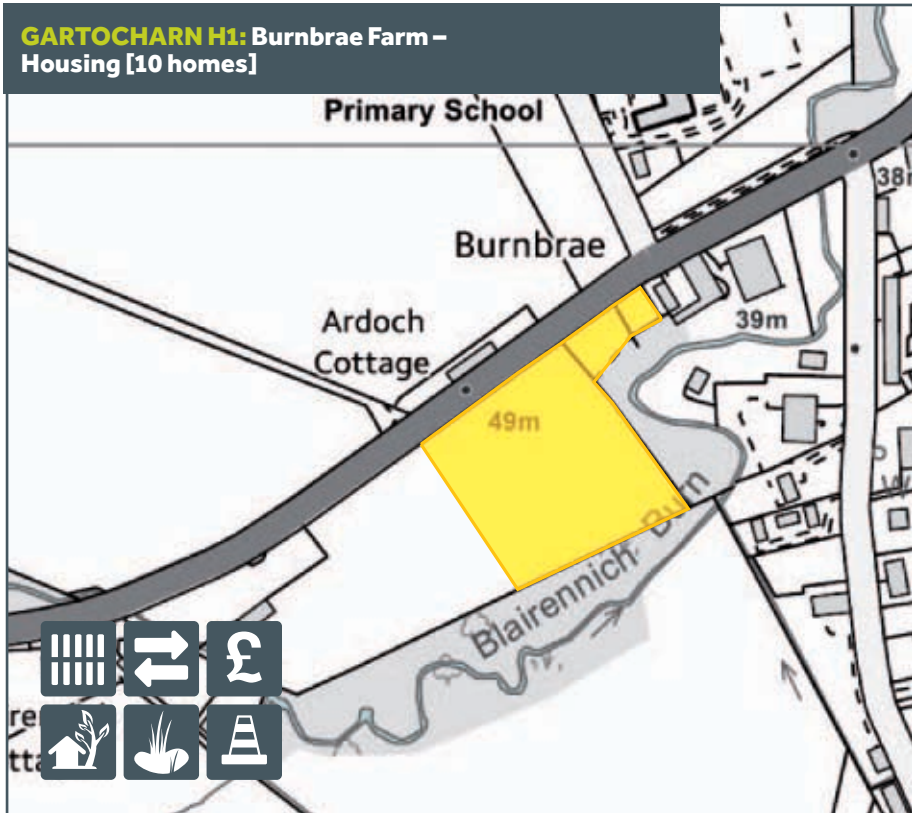 GARTOCHARN H1: Burnbrae Farm –
Housing [10 homes]
Primary School
38m
Burnbrae
39m
Ardoch
Cottage
49m
Blairennich Burn
£